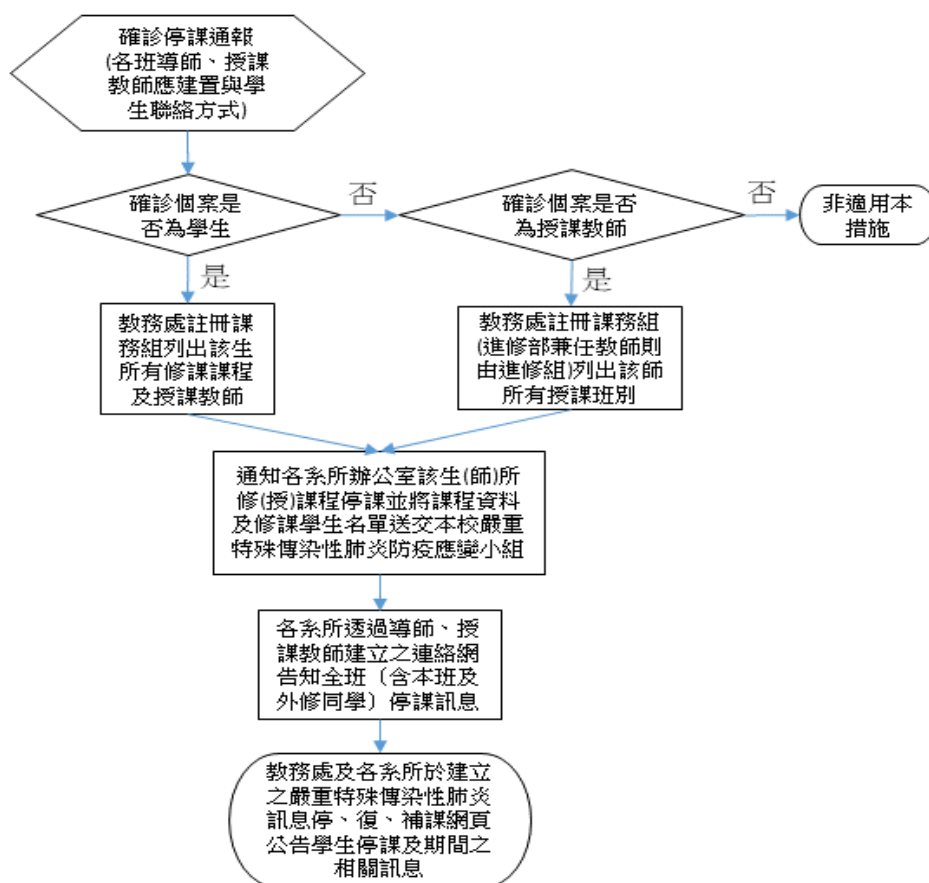 確診停課通報
(各班導師、授課
教師應建置與學
生聯絡方式)
確診個案是
否為學生
否
確診個案是否
為授課教師
否
非適用本
措施
是
是
教務處註冊課
務組列出該生
所有修課課程
及授課教師
教務處註冊課務組
(進修部兼任教師則
由進修組)列出該師
所有授課班別
通知各系所辦公室該生(師)所
修(授)課程停課並將課程資料
及修課學生名單送交本校嚴重
特殊傳染性肺炎防疫應變小組
各系所透過導師、授
課教師建立之連絡網
告知全班〔含本班及
外修同學〕停課訊息
教務處及各系所於建立
之嚴重特殊傳染性肺炎
訊息停、復、補課網頁
公告學生停課及期間之
相關訊息